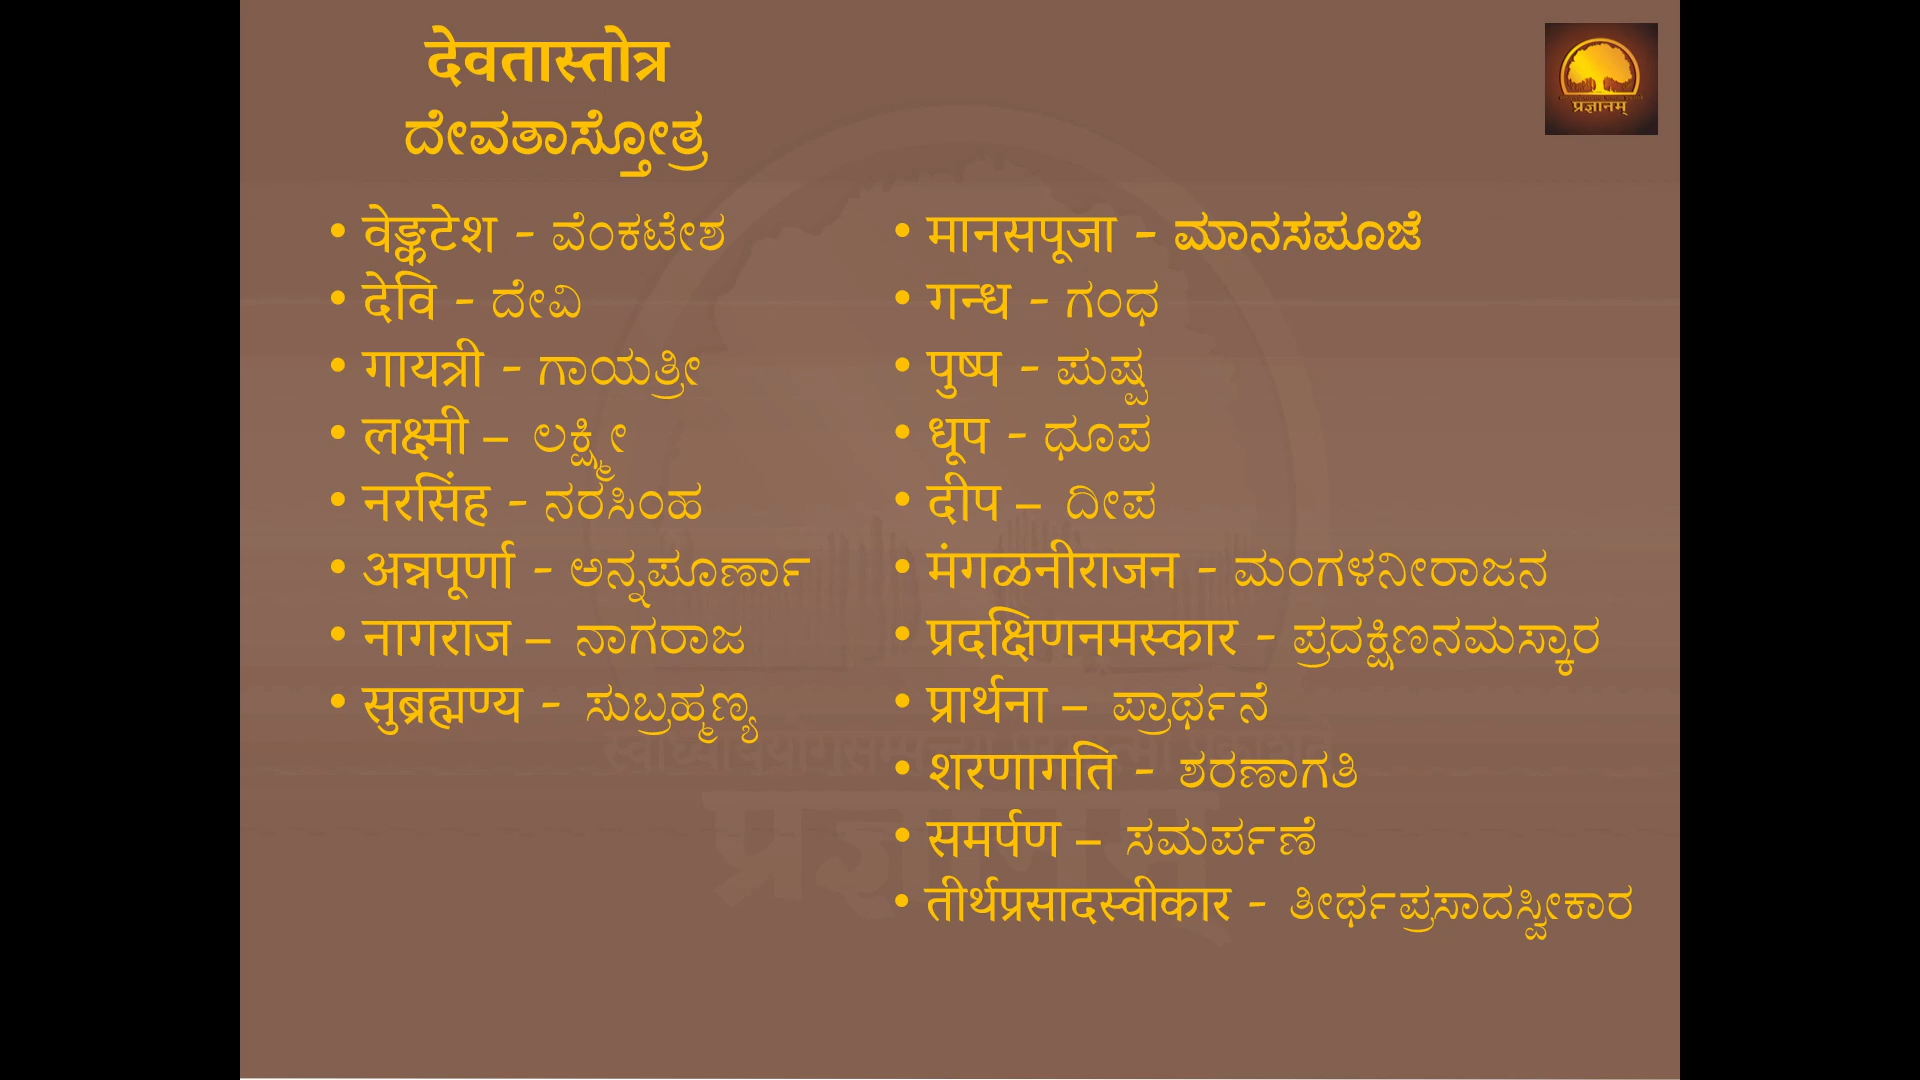 देवतास्तोत्र
ದೇವತಾಸ್ತೋತ್ರ
प्रज्ञानम्
• वेङ्कटेश - ವೆಂಕಟೇಶ
• देवि - ದೇವಿ
• गायत्री - ಗಾಯತ್ರೀ
• लक्ष्मी – ಲಕ್ಷ್ಮೀ
• नरसिंह - ನರಸಿಂಹ
• अन्नपूर्णा - ಅನ್ನಪೂರ್ಣಾ
• नागराज – ನಾಗರಾಜ
• सुब्रह्मण्य - ಸುಬ್ರಹ್ಮಣ್ಯ
• मानसपूजा - ಮಾನಸಪೂಜೆ
• गन्ध - ಗಂಧ
• पुष्प - ಪುಷ್ಪ
• धूप - ಧೂಪ
• दीप – ದೀಪ
• मंगळनीराजन - ಮಂಗಳನೀರಾಜನ
• प्रदक्षिणनमस्कार - ಪ್ರದಕ್ಷಿಣನಮಸ್ಕಾರ
• प्रार्थना – ಪ್ರಾರ್ಥನೆ
• शरणागति - ಶರಣಾಗತಿ
• समर्पण – ಸಮರ್ಪಣೆ
• तीर्थप्रसादस्वीकार - ತೀರ್ಥಪ್ರಸಾದಸ್ವೀಕಾರ
प्रज्ञानम्